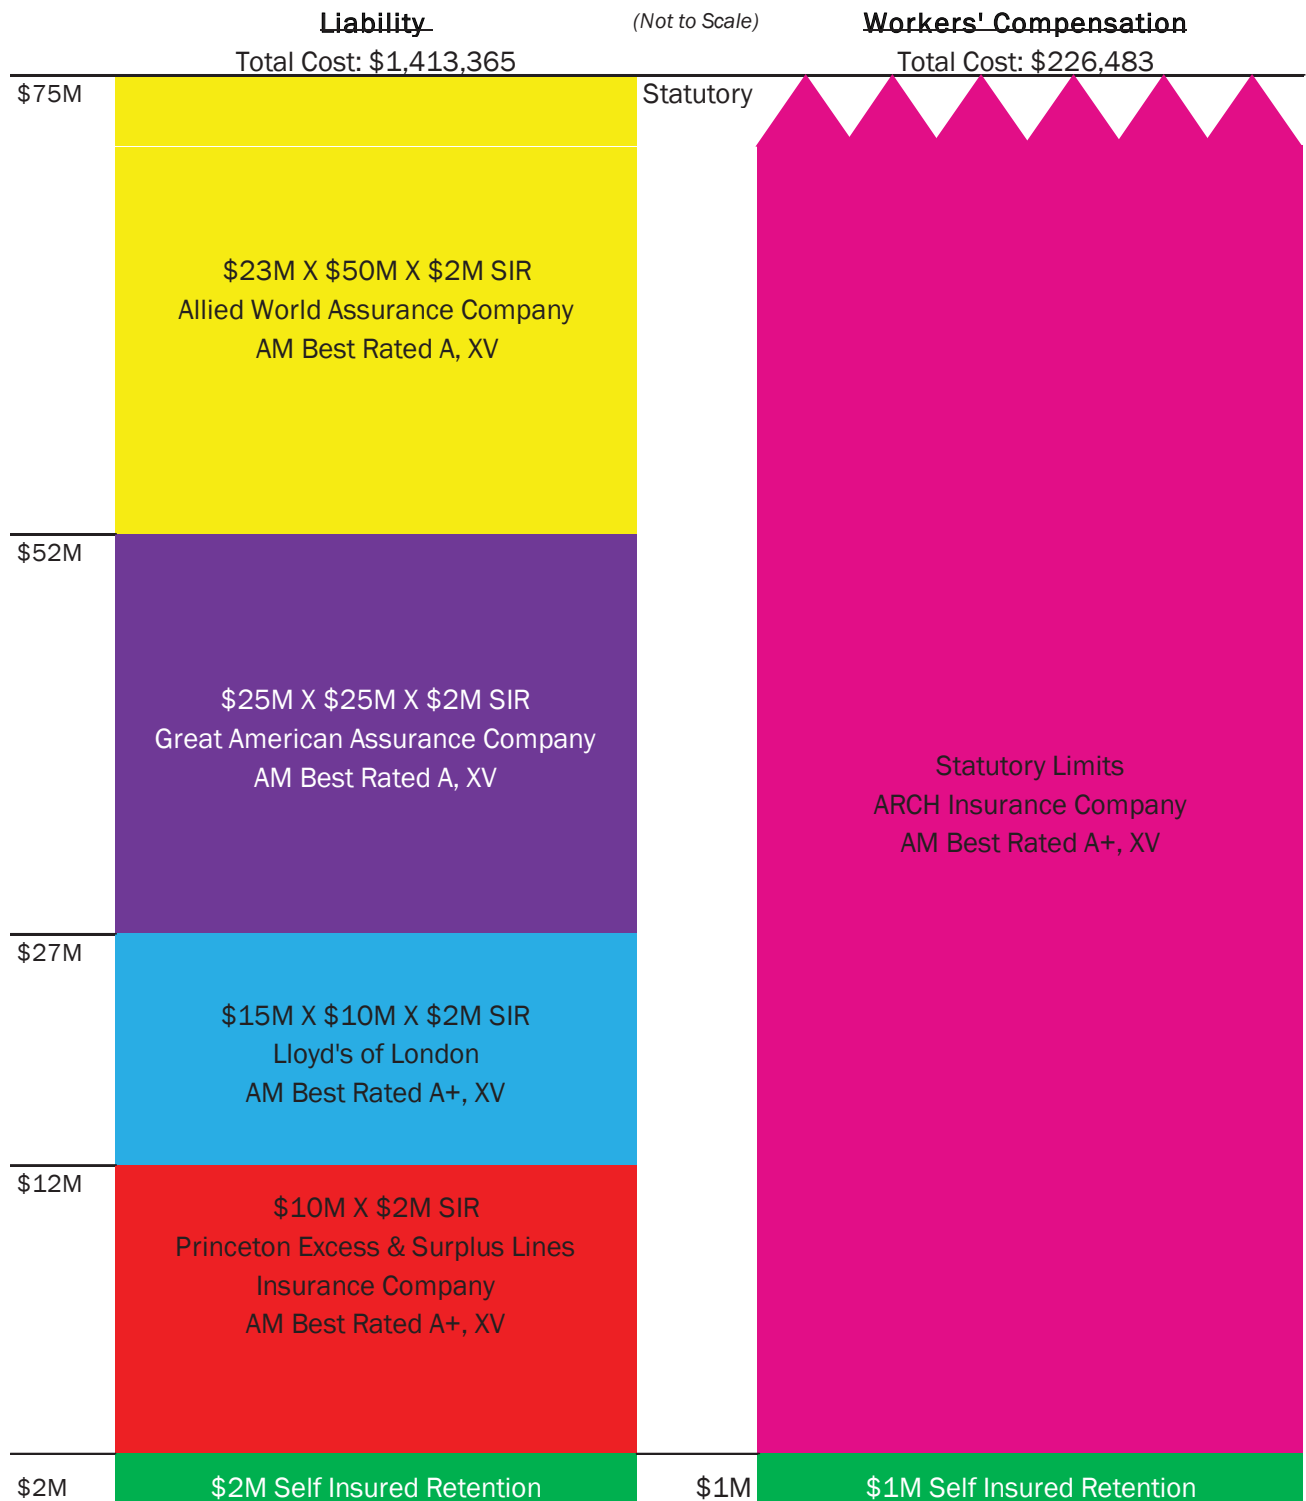 Liability
(Not to Scale)
Workers' Compensation
Total Cost: $1,413,365
Total Cost: $226,483
$75M
Statutory
$23M X $50M X $2M SIR
Allied World Assurance Company
AM Best Rated A, XV
$52M
$25M X $25M X $2M SIR
Great American Assurance Company
AM Best Rated A, XV
Statutory Limits
ARCH Insurance Company
AM Best Rated A+, XV
$27M
$15M X $10M X $2M SIR
Lloyd's of London
AM Best Rated A+, XV
$12M
$10M X $2M SIR
Princeton Excess & Surplus Lines
Insurance Company
AM Best Rated A+, XV
$2M
$2M Self Insured Retention
$1M
$1M Self Insured Retention